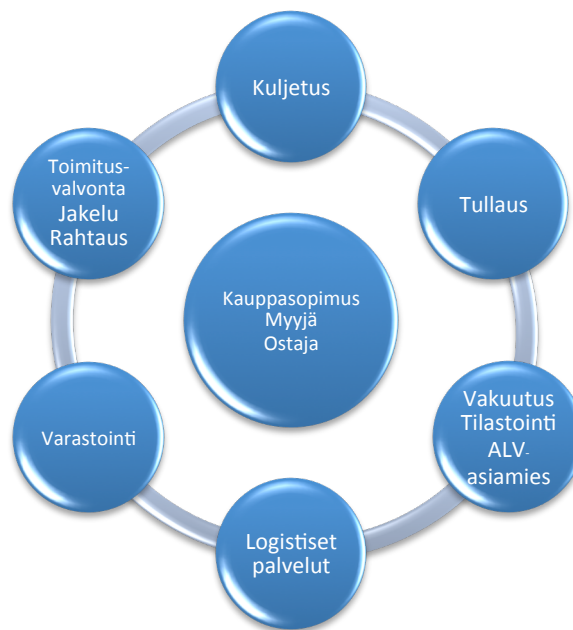 Kuljetus
Tullaus
Vakuutus
Tilastointi
ALV-
asiamies
Logistiset
palvelut
Varastointi
Toimitus-
valvonta
Jakelu
Rahtaus
Kauppasopimus
Myyjä
Ostaja